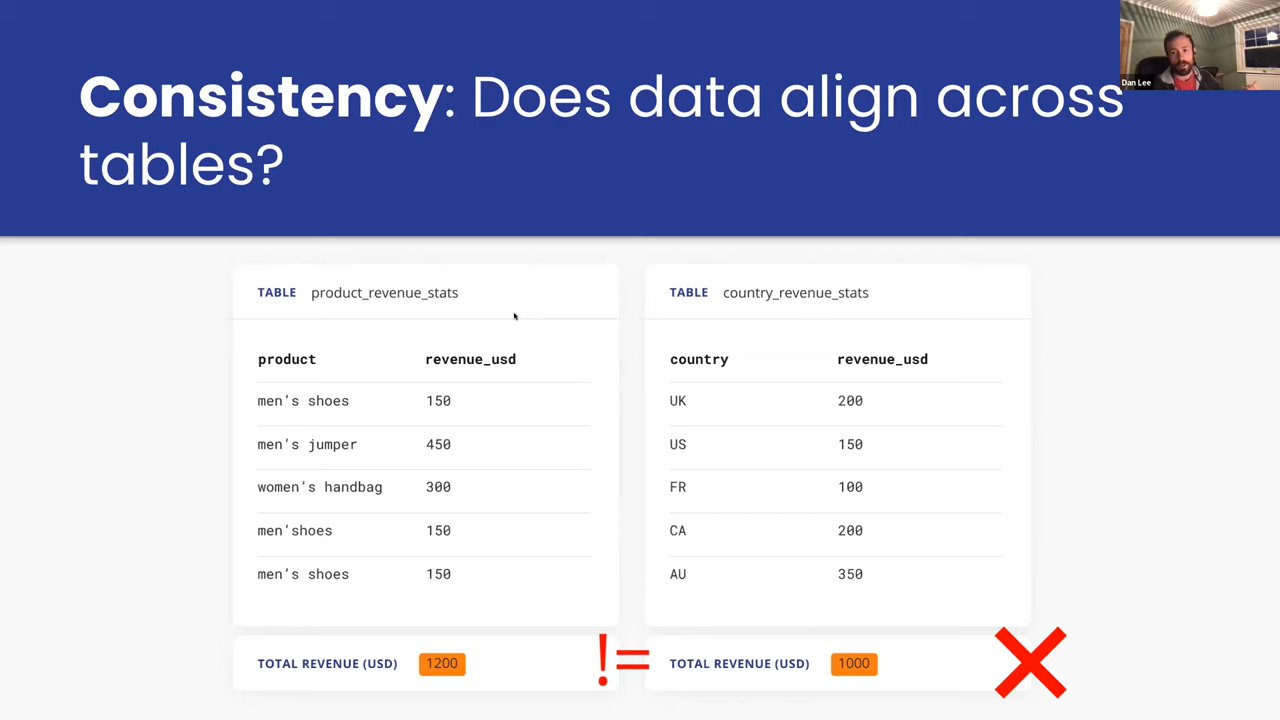 Consistency: Does data align across
tables?
Dan Lee
TABLE product_revenue_stats
product revenue_usd
men's shoes 150
men's jumper 450
women's handbag 300
men'shoes 150
men's shoes 150
TOTAL REVENUE (USD) 1200
!=
TABLE country_revenue_stats
country revenue_usd
UK 200
US 150
FR 100
CA 200
AU 350
TOTAL REVENUE (USD) 1000